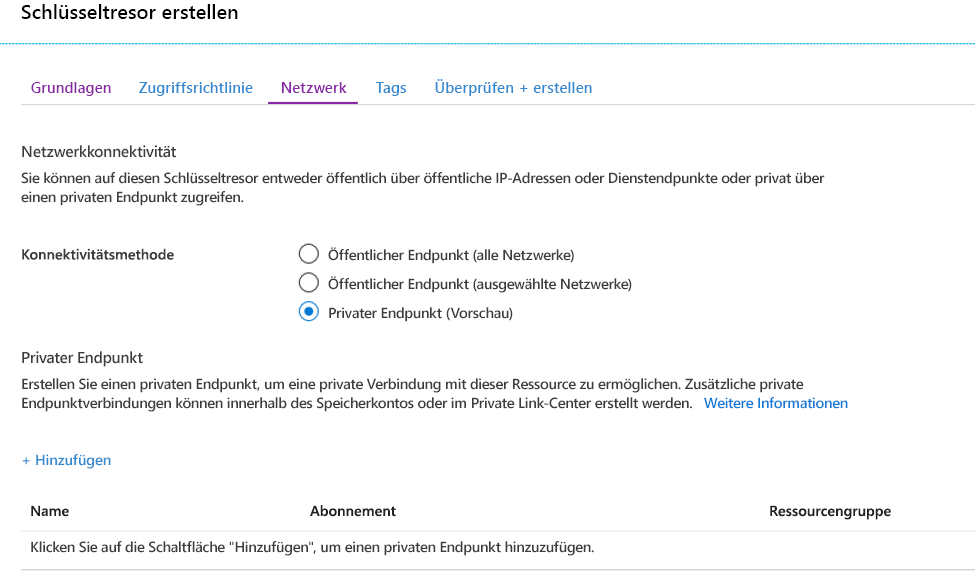 Schlüsseltresor erstellen
Grundlagen Zugriffsrichtlinie Netzwerk Tags Überprüfen + erstellen
Netzwerkkonnektivität
Sie können auf diesen Schlüsseltresor entweder öffentlich über öffentliche IP-Adressen oder Dienstendpunkte oder privat über
einen privaten Endpunkt zugreifen.
Konnektivitätsmethode
Öffentlicher Endpunkt (alle Netzwerke)
Öffentlicher Endpunkt (ausgewählte Netzwerke)
Privater Endpunkt (Vorschau)
Privater Endpunkt
Erstellen Sie einen privaten Endpunkt, um eine private Verbindung mit dieser Ressource zu ermöglichen. Zusätzliche private
Endpunktverbindungen können innerhalb des Speicherkontos oder im Private Link-Center erstellt werden. Weitere Informationen
+ Hinzufügen
Name Abonnement Ressourcengruppe
Klicken Sie auf die Schaltfläche "Hinzufügen", um einen privaten Endpunkt hinzuzufügen.